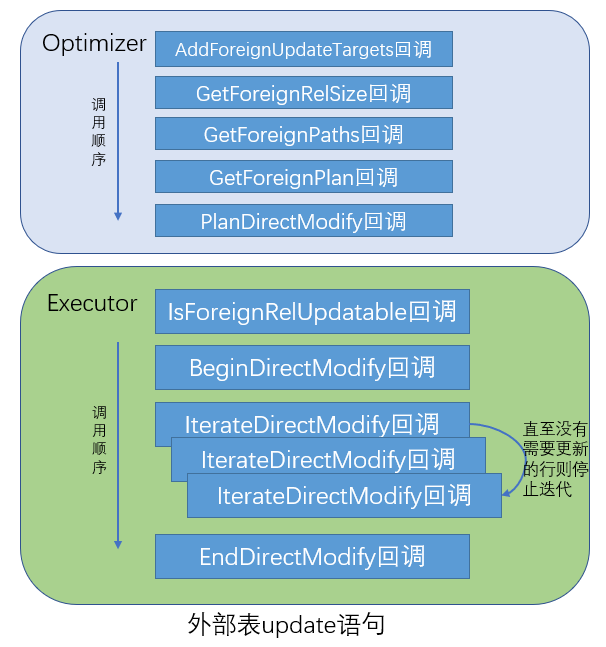 Optimizer
调
用
顺
序
AddForeignUpdateTargets回调
GetForeignRelSize回调
GetForeignPaths回调
GetForeignPlan回调
PlanDirectModify回调
Executor
调
用
顺
序
IsForeignRelUpdatable回调
BeginDirectModify回调
IterateDirectModify回调
IterateDirectModify回调
IterateDirectModify回调
直至没有
需要更新
的行则停
止迭代
EndDirectModify回调
外部表update语句